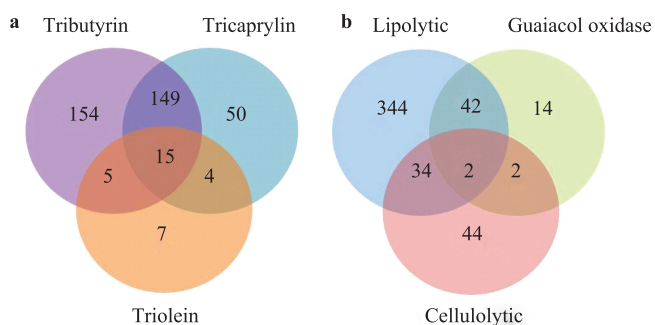 a Tributyrin Tricaprylin
154 149 50
15
5 4
7
Triolein
b Lipolytic Guaiacol oxidase
344 42 14
34 2 2
44
Cellulolytic